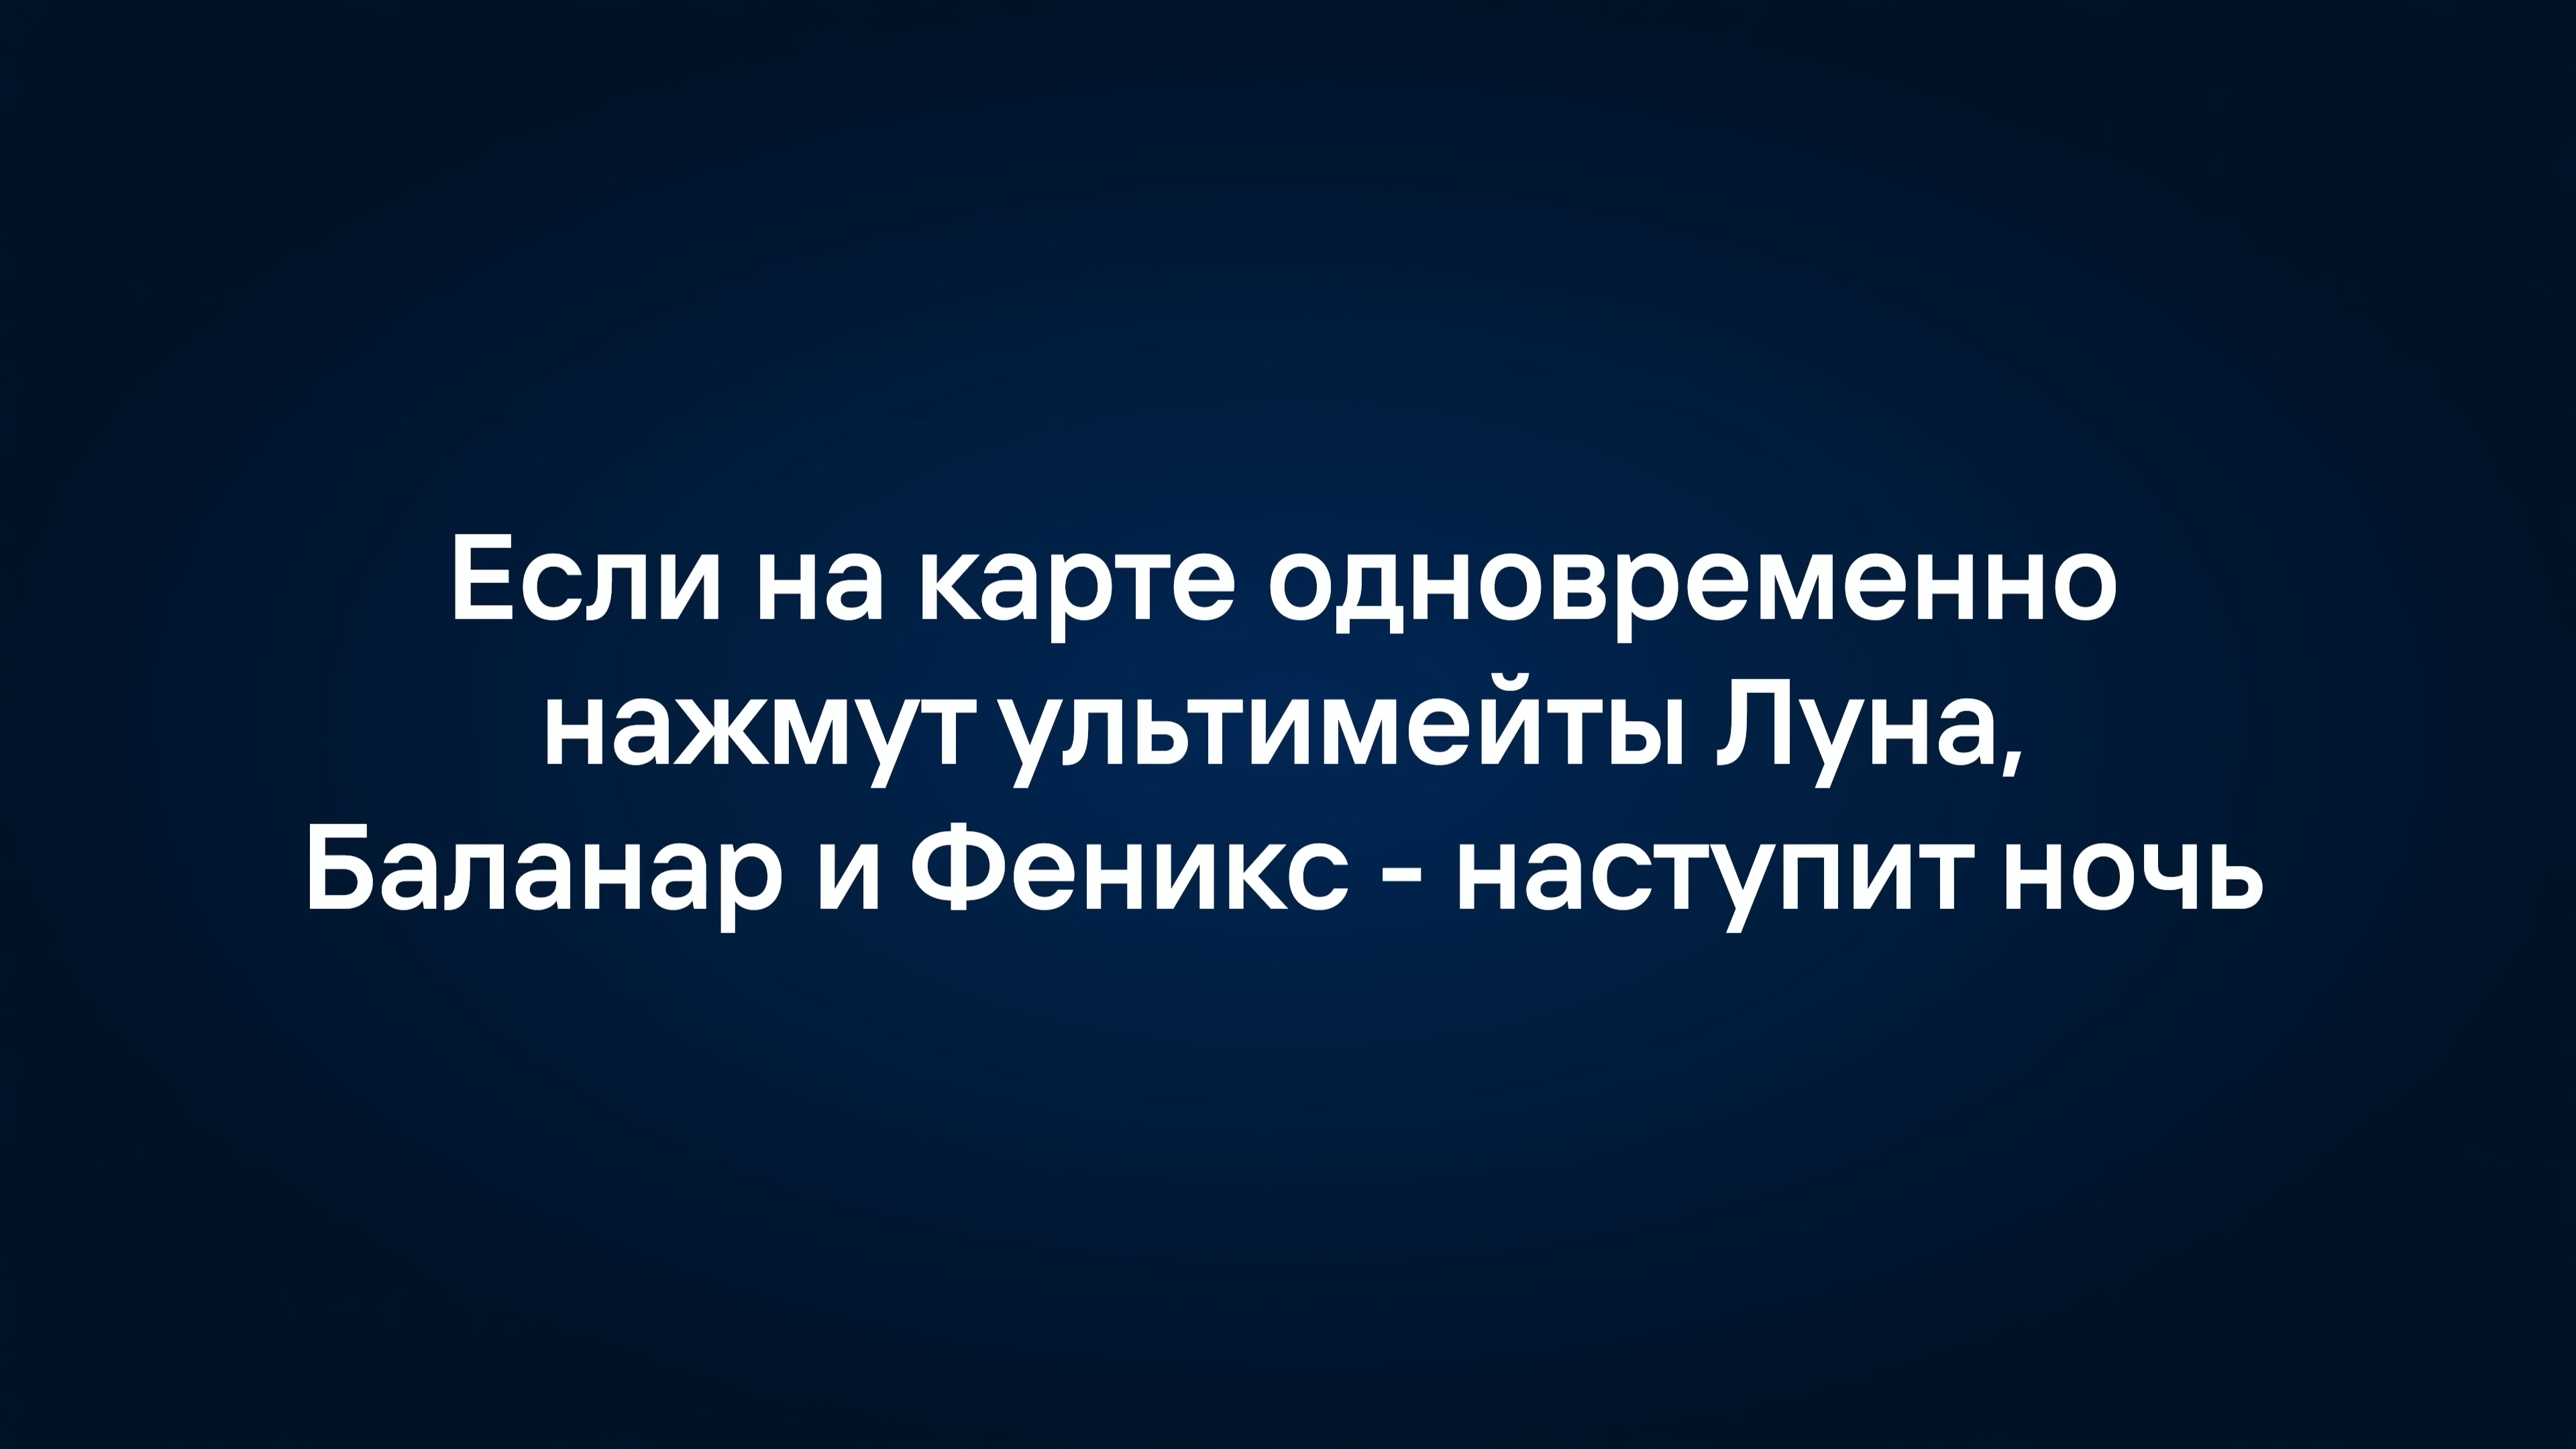 Если на карте одновременно
нажмут ультимейты Луна,
Баланар и Феникс - наступит ночь